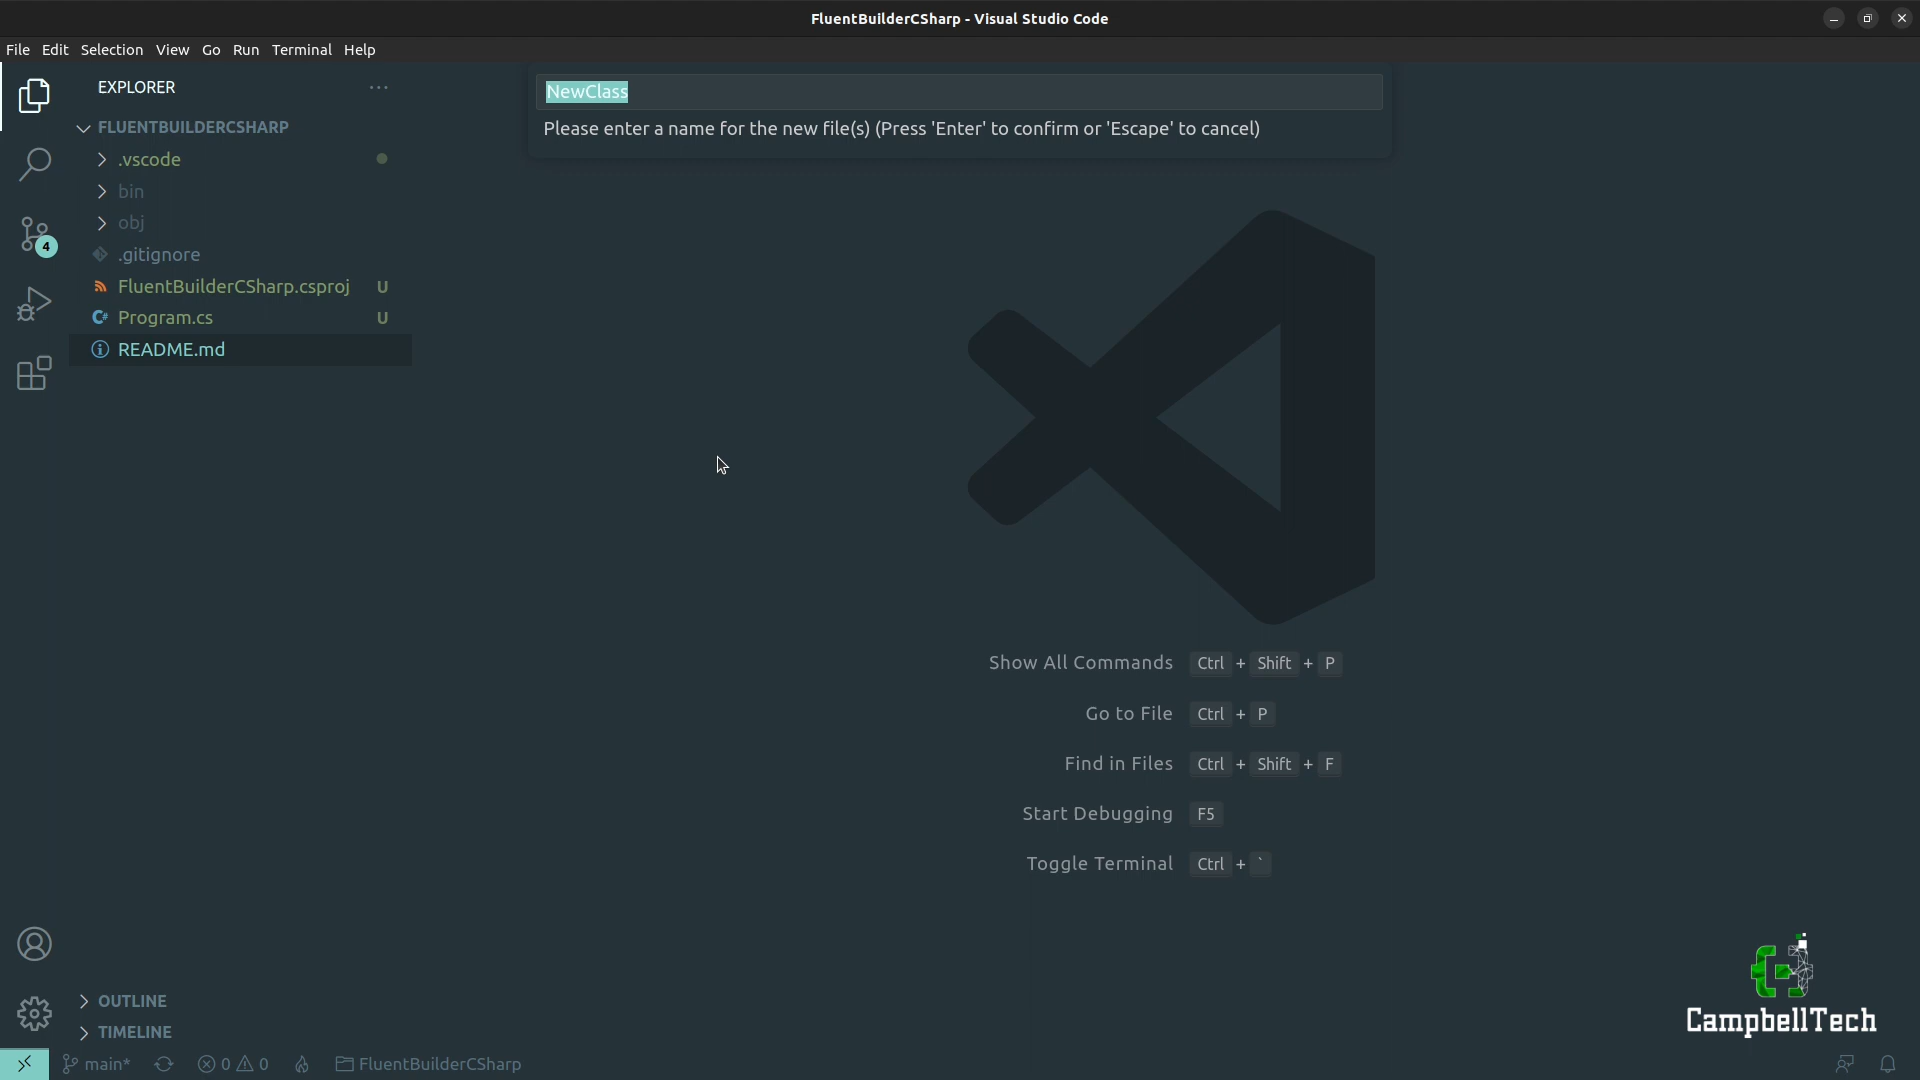 FluentBuilderCSharp - Visual Studio Code
File Edit Selection View Go Run Terminal Help
EXPLORER
NewClass
Please enter a name for the new file(s) (Press 'Enter' to confirm or 'Escape' to cancel)
FLUENTBUILDERCSHARP
.vscode
bin
obj
.gitignore
FluentBuilderCSharp.csproj U
C# Program.cs U
README.md
4
Show All Commands Ctrl + Shift + P
Go to File Ctrl + P
Find in Files Ctrl + Shift + F
Start Debugging F5
Toggle Terminal Ctrl + `
OUTLINE
TIMELINE
CampbellTech
main* 0 0 FluentBuilderCSharp